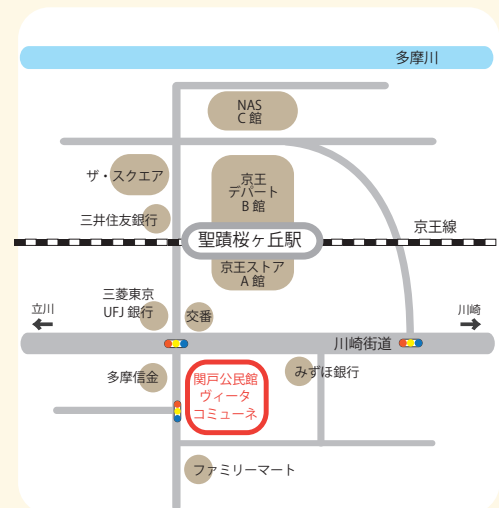 多摩川
NAS
C 館
ザ・スクエア
京王
デパート
B 館
三井住友銀行
聖蹟桜ヶ丘駅
京王線
京王ストア
A 館
三菱東京
UFJ 銀行
交番
立川
川崎
川崎街道
多摩信金
関戸公民館
ヴィータ
コミューネ
みずほ銀行
ファミリーマート